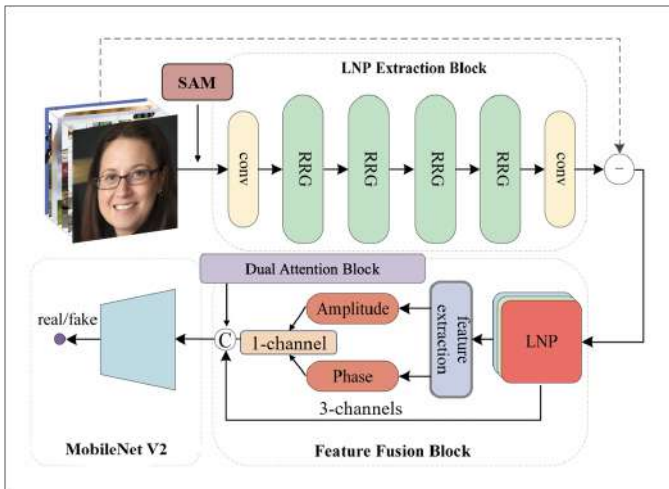 LNP Extraction Block
SAM
conv
RRG
RRG
RRG
RRG
conv
−
Dual Attention Block
real/fake
C
1-channel
Amplitude
Phase
feature
extraction
LNP
3-channels
MobileNet V2
Feature Fusion Block